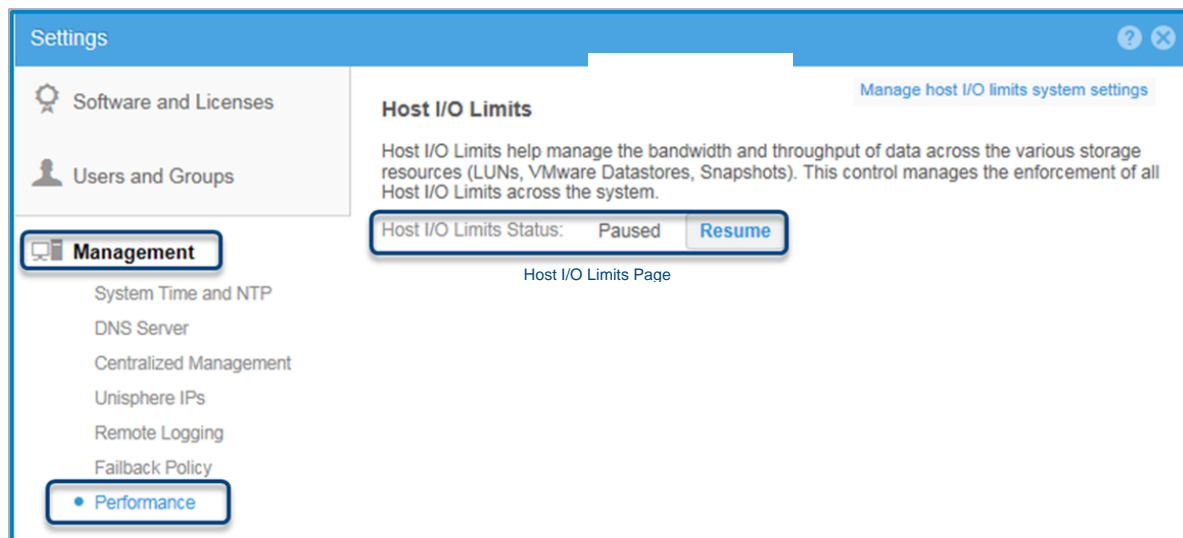 Settings
Software and Licenses
Users and Groups
Management
System Time and NTP
DNS Server
Centralized Management
Unisphere IPs
Remote Logging
Failback Policy
Performance
Manage host I/O limits system settings
Host I/O Limits
Host I/O Limits help manage the bandwidth and throughput of data across the various storage
resources (LUNs, VMware Datastores, Snapshots). This control manages the enforcement of all
Host I/O Limits across the system.
Host I/O Limits Status: Paused Resume
Host I/O Limits Page